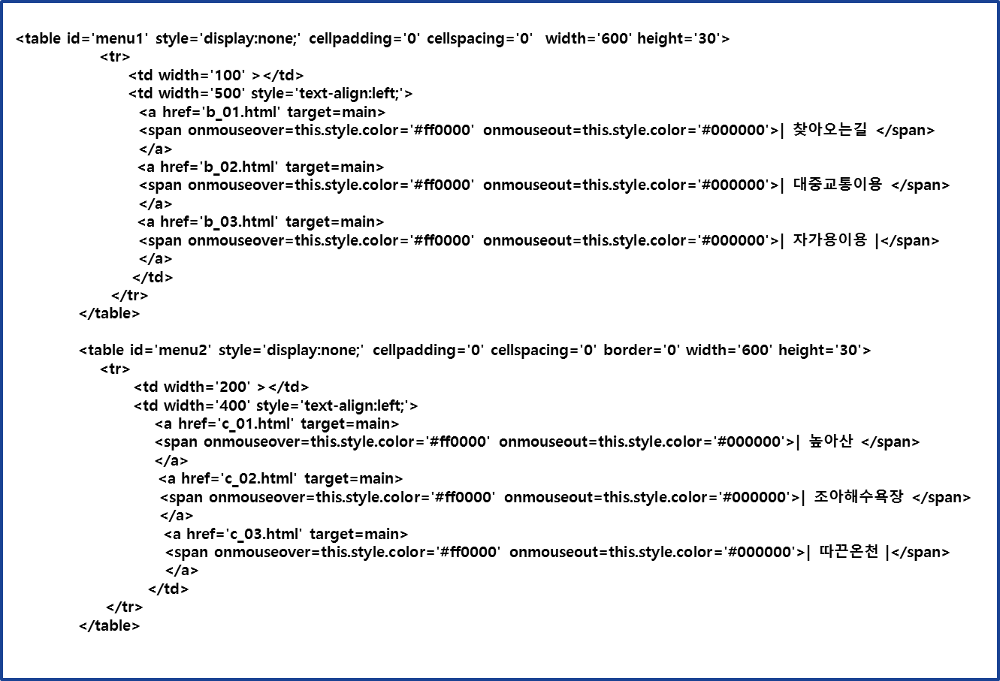 <table id='menu1' style='display:none;' cellpadding='0' cellspacing='0' width='600' height='30'>
<tr>
<td width='100' ></td>
<td width='500' style='text-align:left;'>
<a href='b_01.html' target=main>
<span onmouseover=this.style.color='#ff0000' onmouseout=this.style.color='#000000'>| 찾아오는길 </span>
</a>
<a href='b_02.html' target=main>
<span onmouseover=this.style.color='#ff0000' onmouseout=this.style.color='#000000'>| 대중교통이용 </span>
</a>
<a href='b_03.html' target=main>
<span onmouseover=this.style.color='#ff0000' onmouseout=this.style.color='#000000'>| 자가용이용 |</span>
</a>
</td>
</tr>
</table>
<table id='menu2' style='display:none;' cellpadding='0' cellspacing='0' border='0' width='600' height='30'>
<tr>
<td width='200' ></td>
<td width='400' style='text-align:left;'>
<a href='c_01.html' target=main>
<span onmouseover=this.style.color='#ff0000' onmouseout=this.style.color='#000000'>| 높아산 </span>
</a>
<a href='c_02.html' target=main>
<span onmouseover=this.style.color='#ff0000' onmouseout=this.style.color='#000000'>| 조아해수욕장 </span>
</a>
<a href='c_03.html' target=main>
<span onmouseover=this.style.color='#ff0000' onmouseout=this.style.color='#000000'>| 따끈온천 |</span>
</a>
</td>
</tr>
</table>